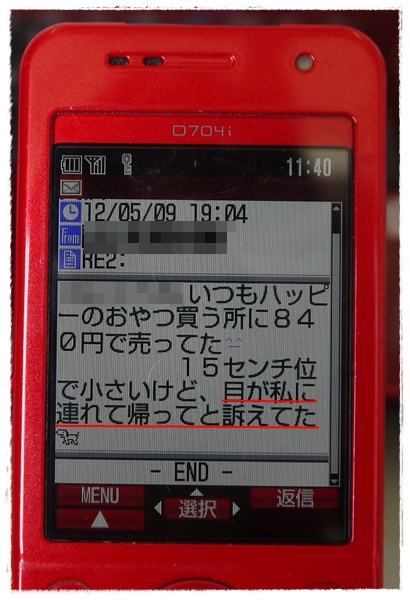 D704i
11:40
12/05/09 19:04
From
RE2:
いつもハッピ
ーのおやつ買う所に84
0円で売ってた^^
15センチ位
で小さいけど、目が私に
連れて帰ってと訴えてた
- END -
MENU
選択
返信